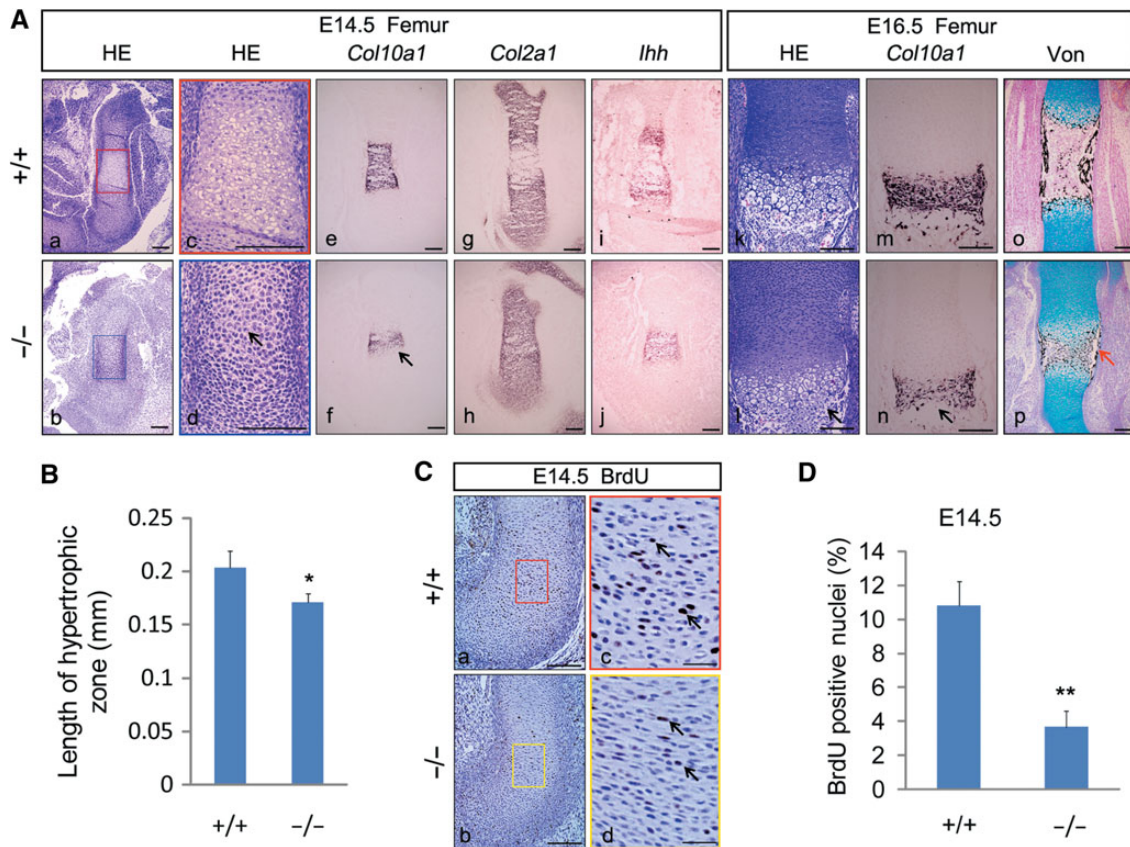 A
E14.5 Femur
HE HE Col10a1 Col2a1 Ihh
E16.5 Femur
HE Col10a1 Von
+/+
a c e g i k m o
−/−
b d f h j l n p
B
Length of hypertrophic
zone (mm)
0.25
0.2
0.15
0.1
0.05
0
*
+/+ −/−
C
E14.5 BrdU
+/+
a c
−/−
b d
D
E14.5
BrdU positive nuclei (%)
14
12
10
8
6
4
2
0
**
+/+ −/−